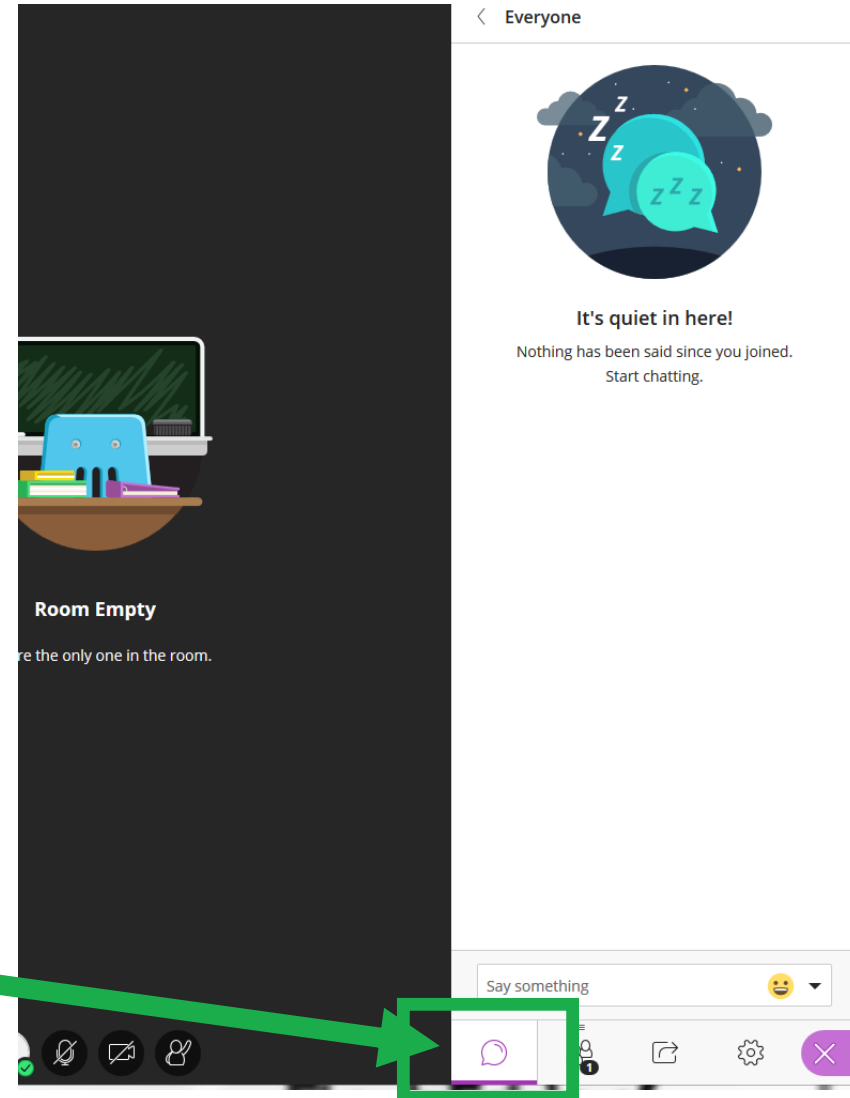 Everyone
z
Z
z
z z z
It's quiet in here!
Nothing has been said since you joined.
Start chatting.
Room Empty
re the only one in the room.
Say something
1